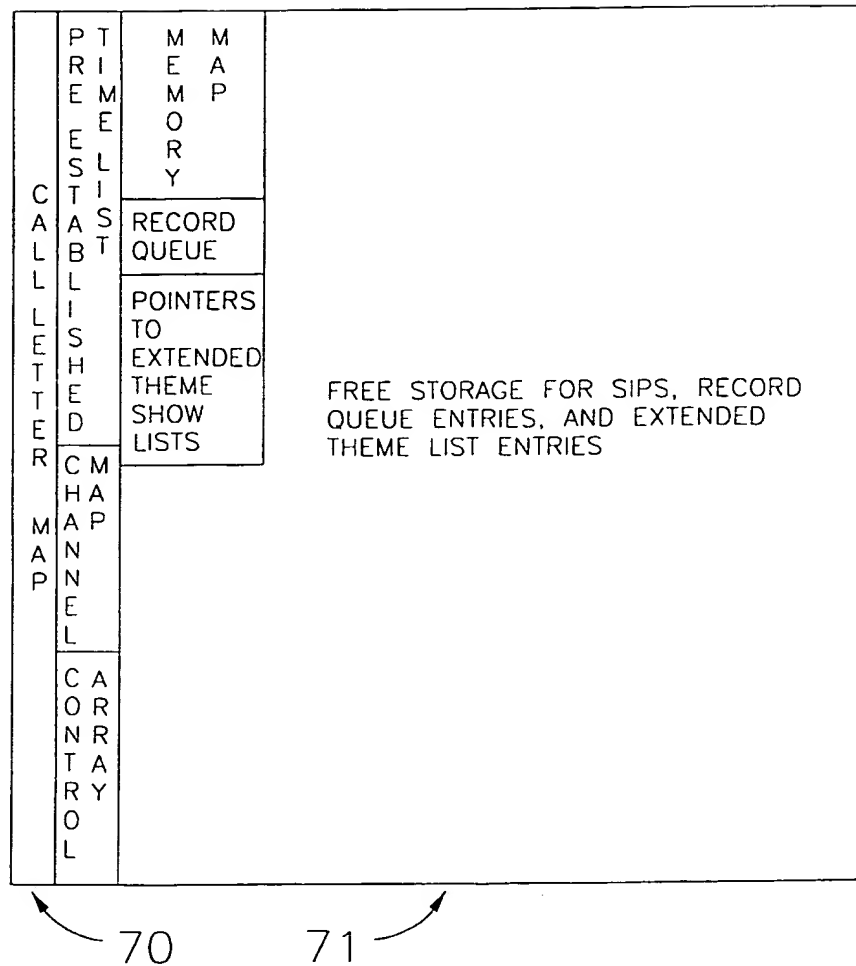 CALL LETTER MAP
PRE ESTABLISHED
TIME LIST
CHANNEL
MAP
CONTROL
ARRAY
MEMORY
MAP
RECORD
QUEUE
POINTERS
TO
EXTENDED
THEME
SHOW
LISTS
FREE STORAGE FOR SIPS, RECORD
QUEUE ENTRIES, AND EXTENDED
THEME LIST ENTRIES
70
71